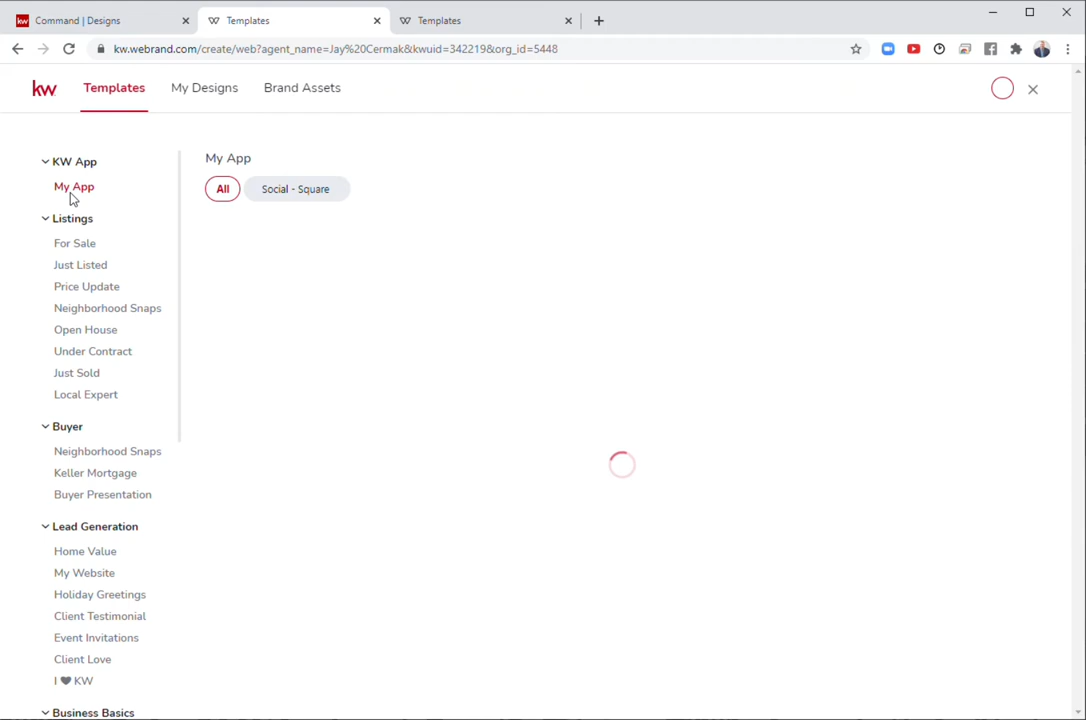 kw Command | Designs
Templates
Templates
kw.webrand.com/create/web?agent_name=Jay%20Cermak&kwuid=342219&org_id=5448
kw Templates My Designs Brand Assets
KW App
My App
Listings
For Sale
Just Listed
Price Update
Neighborhood Snaps
Open House
Under Contract
Just Sold
Local Expert
Buyer
Neighborhood Snaps
Keller Mortgage
Buyer Presentation
Lead Generation
Home Value
My Website
Holiday Greetings
Client Testimonial
Event Invitations
Client Love
I ♥ KW
Business Basics
My App
All Social - Square